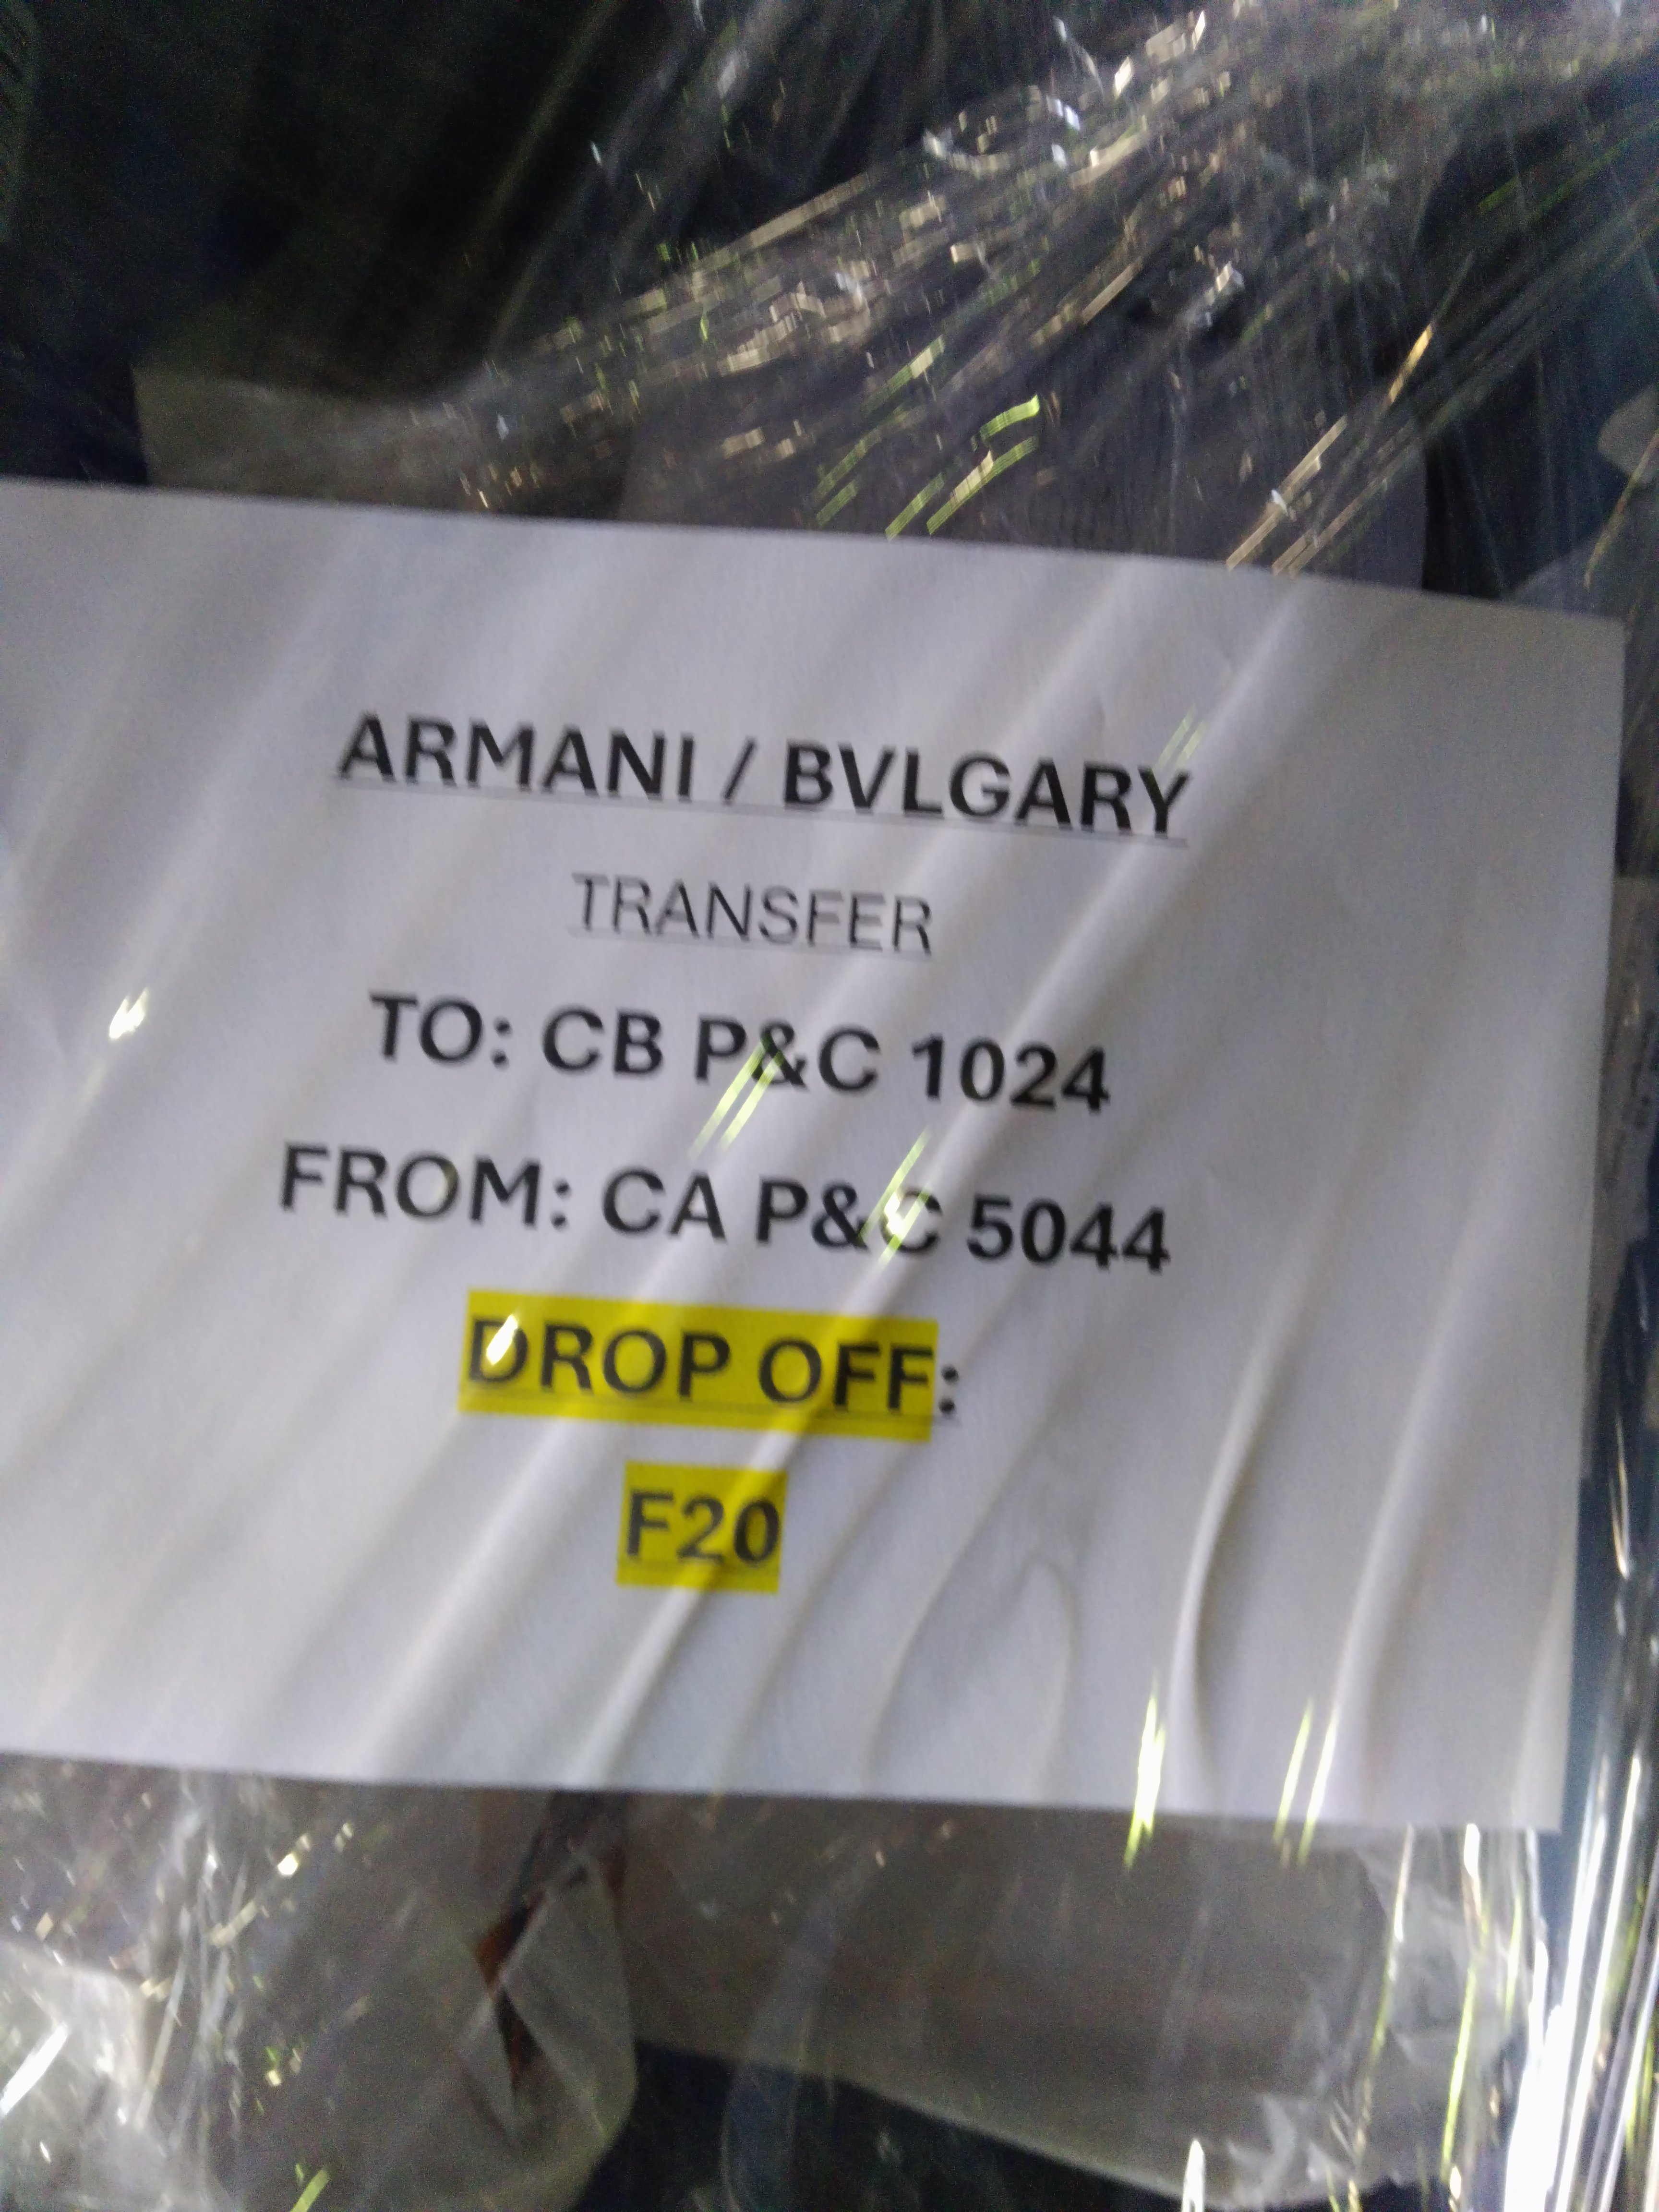 ARMANI / BVLGARY
TRANSFER
TO: CB P&C 1024
FROM: CA P&C 5044
DROP OFF:
F20